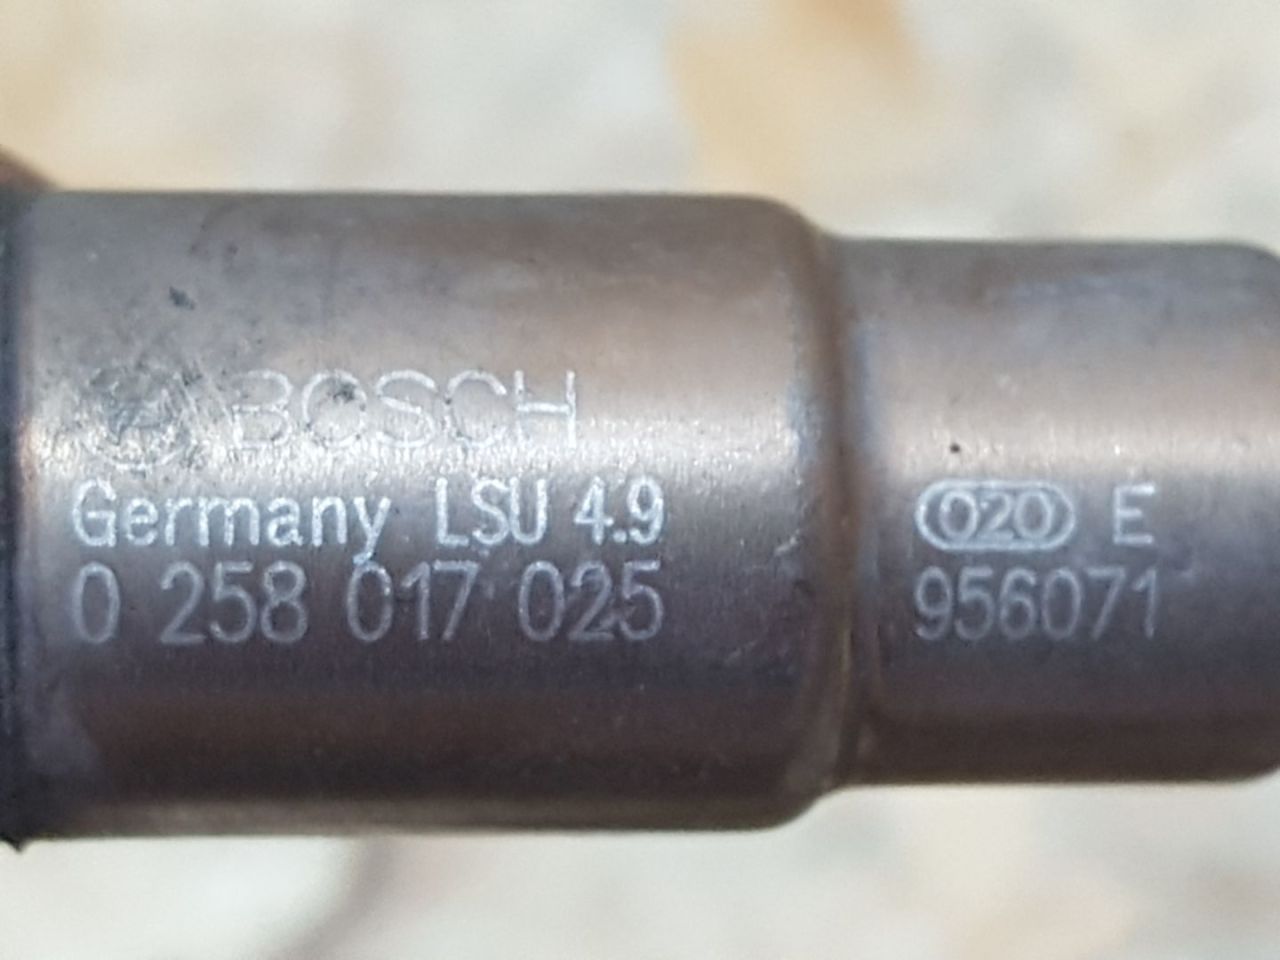 BOSCH
Germany LSU 4.9
0 258 017 025
020 E
956071